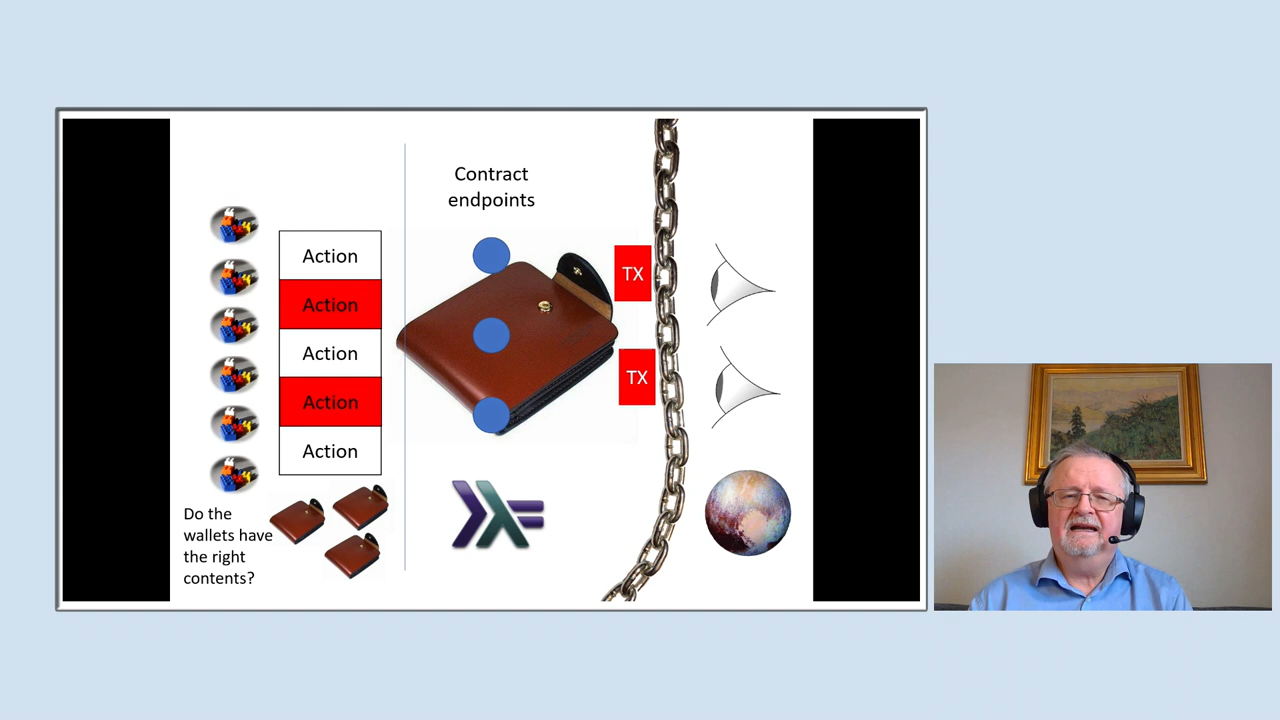 Contract
endpoints
Action
Action
Action
Action
Action
TX
TX
Do the
wallets have
the right
contents?